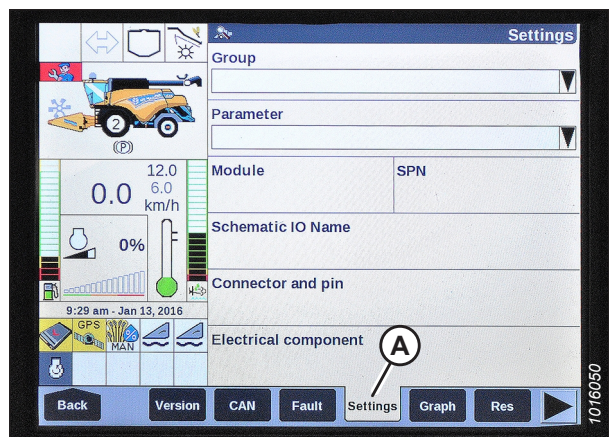 Settings
Group
Parameter
2
(P)
12.0
6.0
0.0
km/h
Module
SPN
Schematic IO Name
0%
Connector and pin
9:29 am - Jan 13, 2016
GPS
%
MAN
Electrical component
A
Back
Version
CAN
Fault
Settings
Graph
Res
1016050